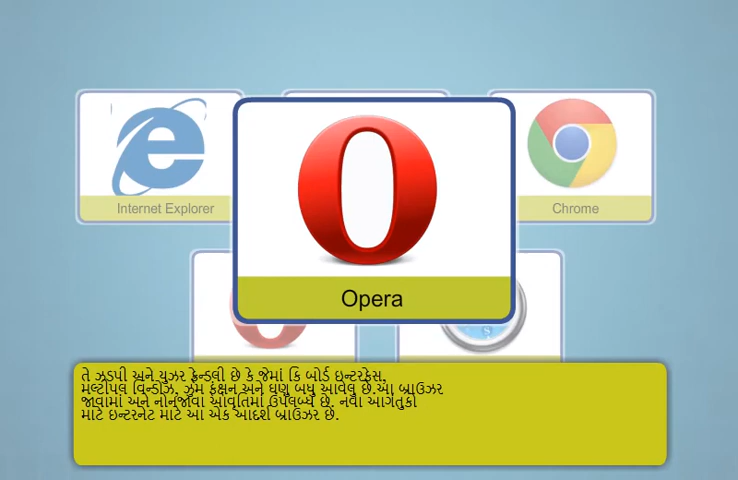 Internet Explorer
Chrome
Opera
તે ઝડપી અને યુઝર ફ્રેન્ડલી છે કે જેમાં કિ બોર્ડ ઇન્ટરફેસ,
મલ્ટીપલ વિન્ડોઝ, ઝુમ ફંક્શન અને ઘણુ બધુ આવેલુ છે.આ બ્રાઉઝર
જાવામાં અને નોનજાવા આવૃતિમાં ઉપલબ્ધ છે. નવા આગંતુકો
માટે ઇન્ટરનેટ માટે આ એક આદર્શ બ્રાઉઝર છે.